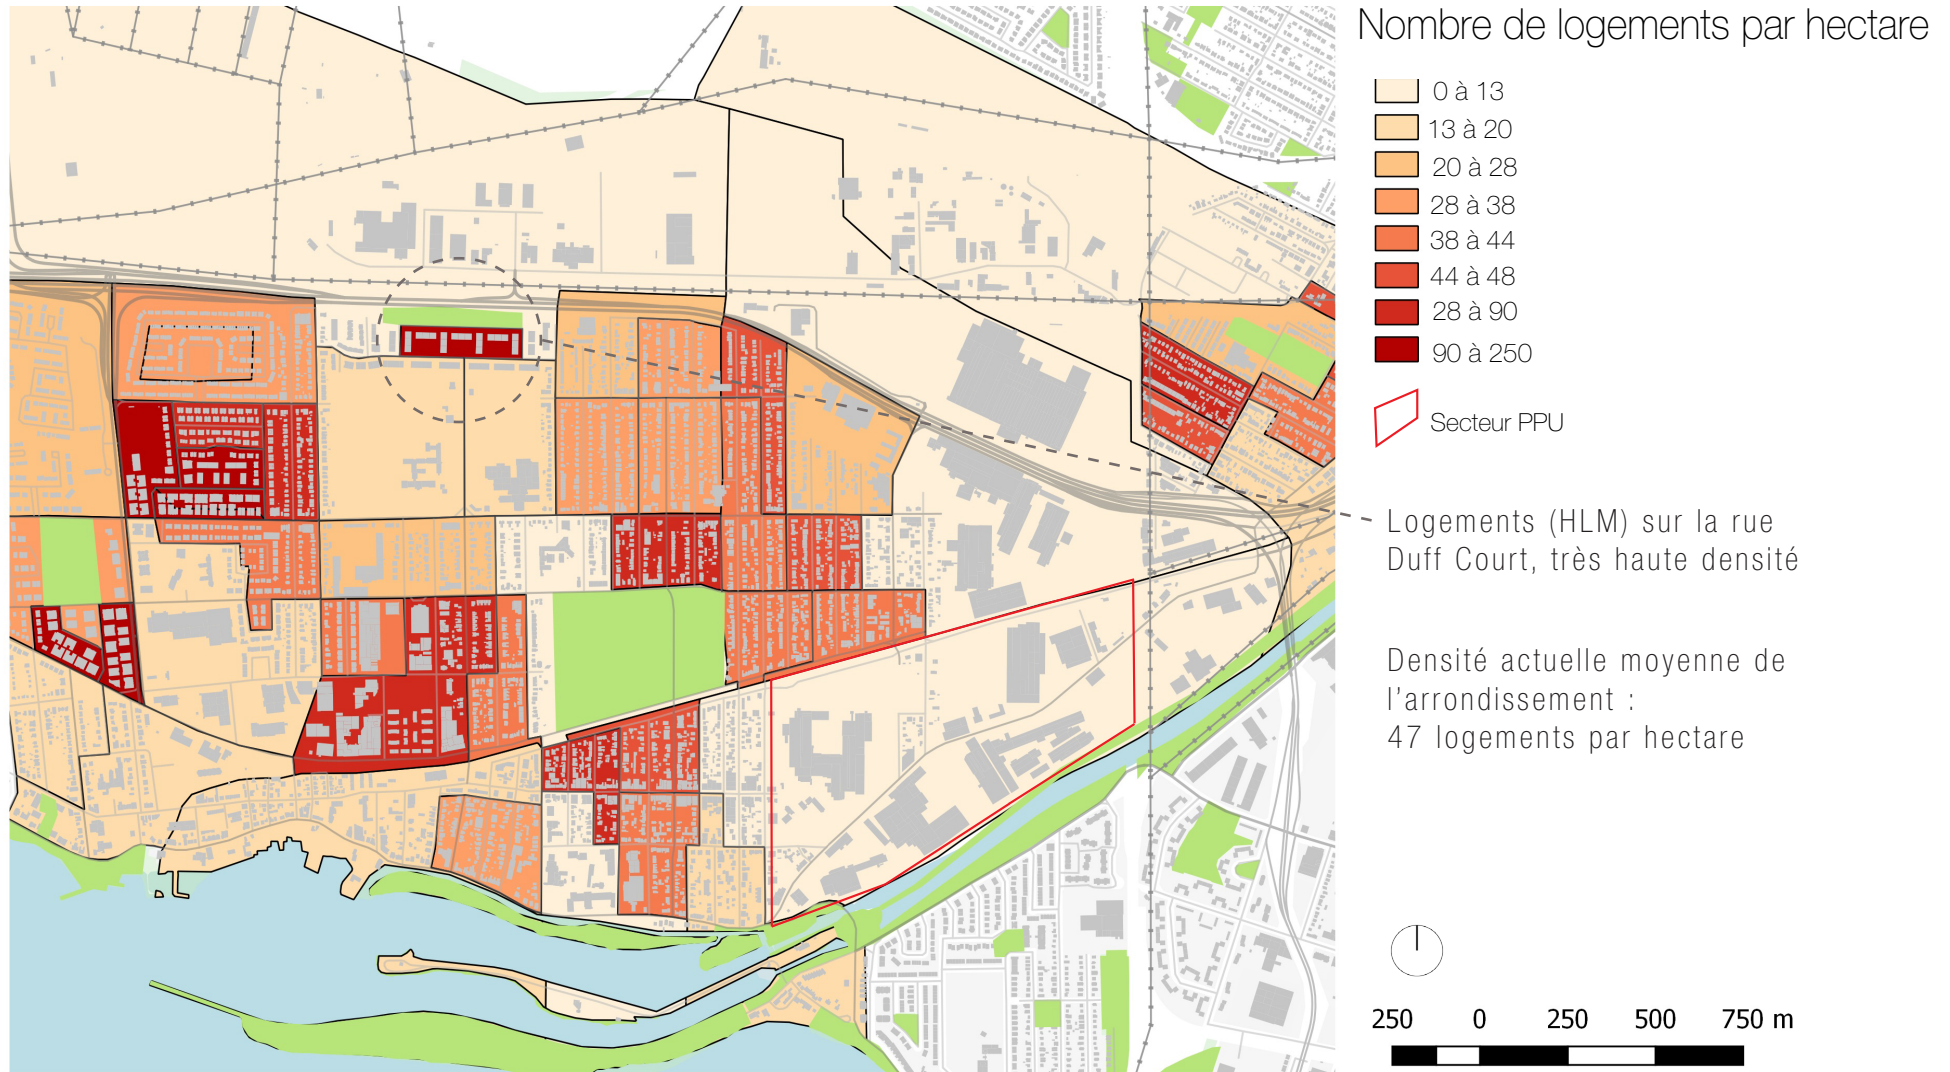 Nombre de logements par hectare
0 à 13
13 à 20
20 à 28
28 à 38
38 à 44
44 à 48
28 à 90
90 à 250
Secteur PPU
Logements (HLM) sur la rue
Duff Court, très haute densité
Densité actuelle moyenne de
l'arrondissement :
47 logements par hectare
250 0 250 500 750 m